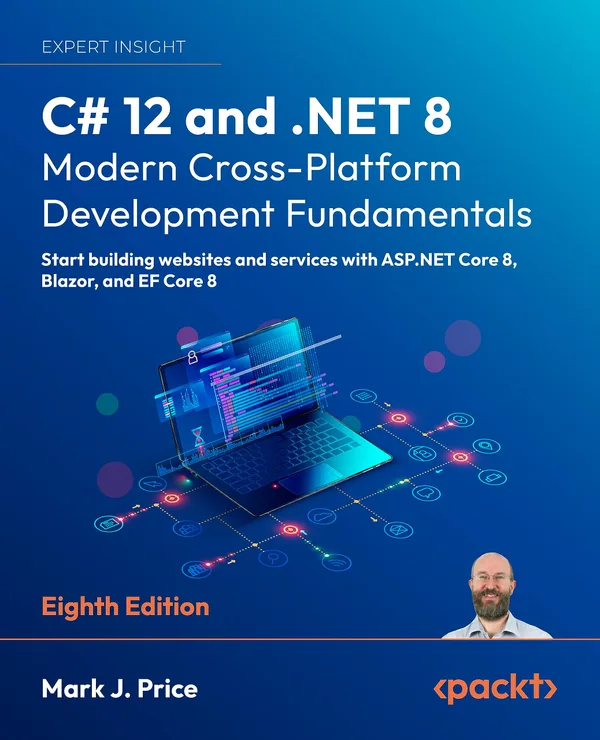 EXPERT INSIGHT
C# 12 and .NET 8
Modern Cross-Platform
Development Fundamentals
Start building websites and services with ASP.NET Core 8,
Blazor, and EF Core 8
Eighth Edition
Mark J. Price
<packt>